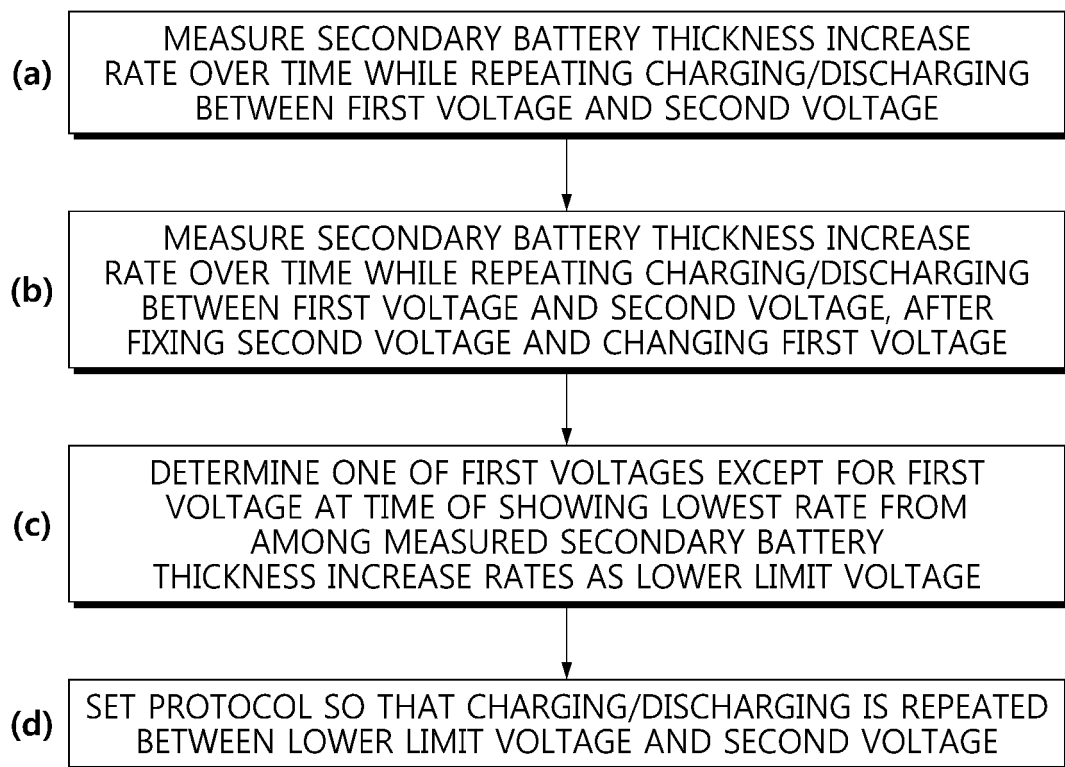 (a)
MEASURE SECONDARY BATTERY THICKNESS INCREASE
RATE OVER TIME WHILE REPEATING CHARGING/DISCHARGING
BETWEEN FIRST VOLTAGE AND SECOND VOLTAGE
(b)
MEASURE SECONDARY BATTERY THICKNESS INCREASE
RATE OVER TIME WHILE REPEATING CHARGING/DISCHARGING
BETWEEN FIRST VOLTAGE AND SECOND VOLTAGE, AFTER
FIXING SECOND VOLTAGE AND CHANGING FIRST VOLTAGE
(c)
DETERMINE ONE OF FIRST VOLTAGES EXCEPT FOR FIRST
VOLTAGE AT TIME OF SHOWING LOWEST RATE FROM
AMONG MEASURED SECONDARY BATTERY
THICKNESS INCREASE RATES AS LOWER LIMIT VOLTAGE
(d)
SET PROTOCOL SO THAT CHARGING/DISCHARGING IS REPEATED
BETWEEN LOWER LIMIT VOLTAGE AND SECOND VOLTAGE